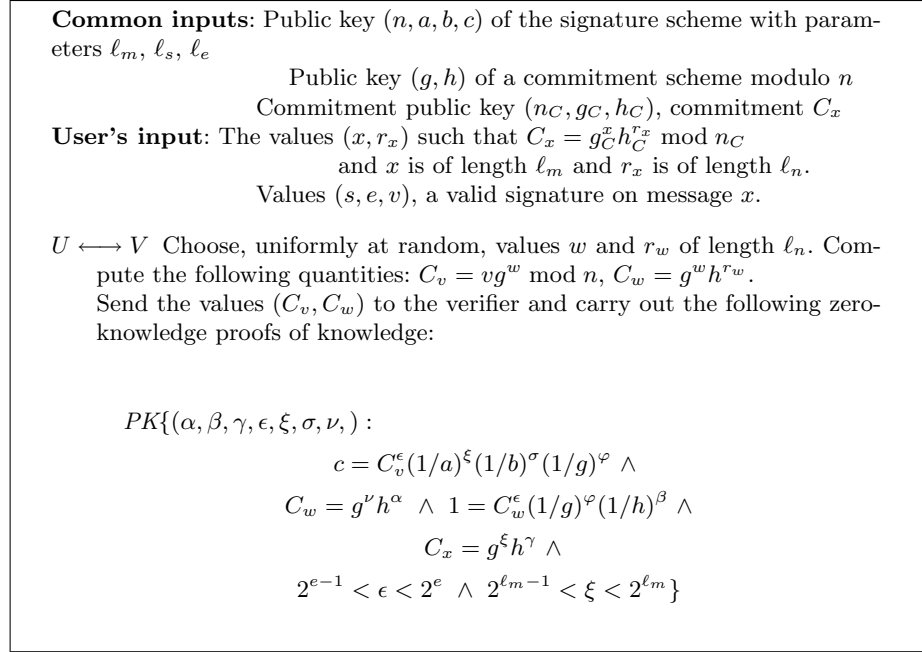 Common inputs: Public key (n, a, b, c) of the signature scheme with param-
eters ℓ_m, ℓ_s, ℓ_e
Public key (g, h) of a commitment scheme modulo n
Commitment public key (n_C, g_C, h_C), commitment C_x
User's input: The values (x, r_x) such that C_x = g_C^x h_C^{r_x} mod n_C
and x is of length ℓ_m and r_x is of length ℓ_n.
Values (s, e, v), a valid signature on message x.
U ⟷ V Choose, uniformly at random, values w and r_w of length ℓ_n. Com-
pute the following quantities: C_v = vg^w mod n, C_w = g^w h^{r_w}.
Send the values (C_v, C_w) to the verifier and carry out the following zero-
knowledge proofs of knowledge:
PK{(α, β, γ, ϵ, ξ, σ, ν, ) :
c = C_v^ϵ (1/a)^ξ (1/b)^σ (1/g)^φ ∧
C_w = g^ν h^α ∧ 1 = C_w^ϵ (1/g)^φ (1/h)^β ∧
C_x = g^ξ h^γ ∧
2^{e−1} < ϵ < 2^e ∧ 2^{ℓ_m−1} < ξ < 2^{ℓ_m}}